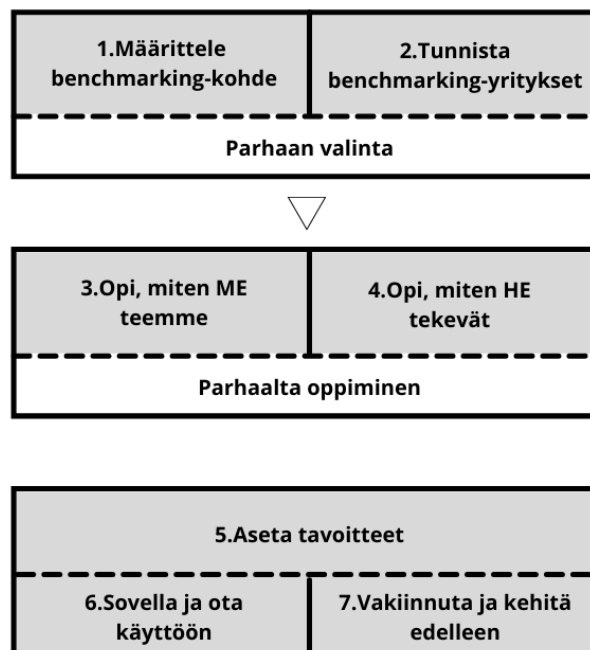 1.Määrittele
benchmarking-kohde
2.Tunnista
benchmarking-yritykset
Parhaan valinta
3.Opi, miten ME
teemme
4.Opi, miten HE
tekevät
Parhaalta oppiminen
5.Aseta tavoitteet
6.Sovella ja ota
käyttöön
7.Vakiinnuta ja kehitä
edelleen